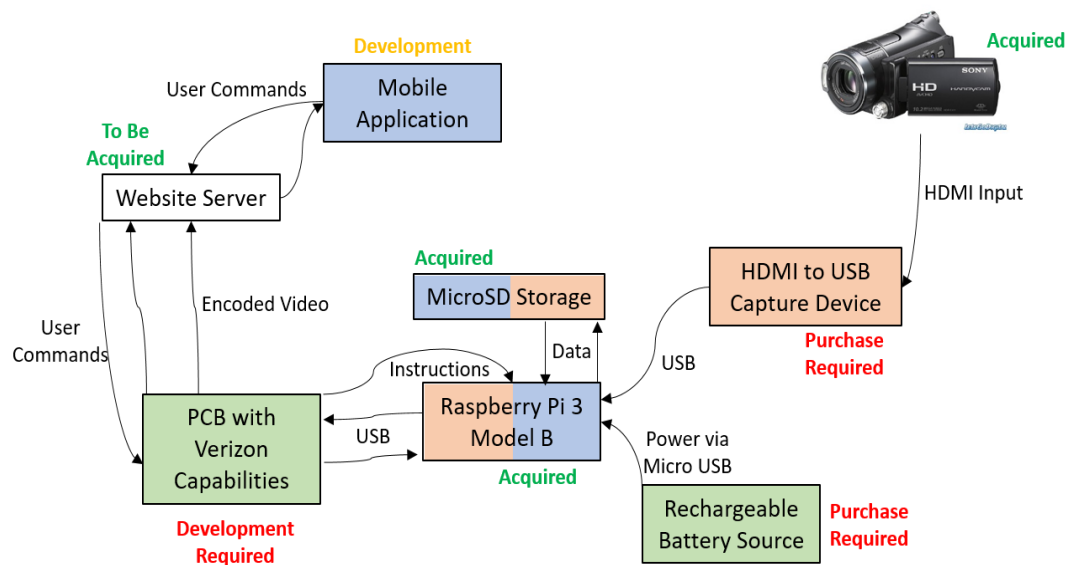 Development
Mobile
Application
User Commands
To Be
Acquired
Website Server
Acquired
SONY
HD
HANDYCAM
HDMI Input
Acquired
MicroSD Storage
HDMI to USB
Capture Device
Purchase
Required
Encoded Video
User
Commands
Data
USB
Instructions
PCB with
Verizon
Capabilities
USB
Raspberry Pi 3
Model B
Acquired
Power via
Micro USB
Development
Required
Rechargeable
Battery Source
Purchase
Required